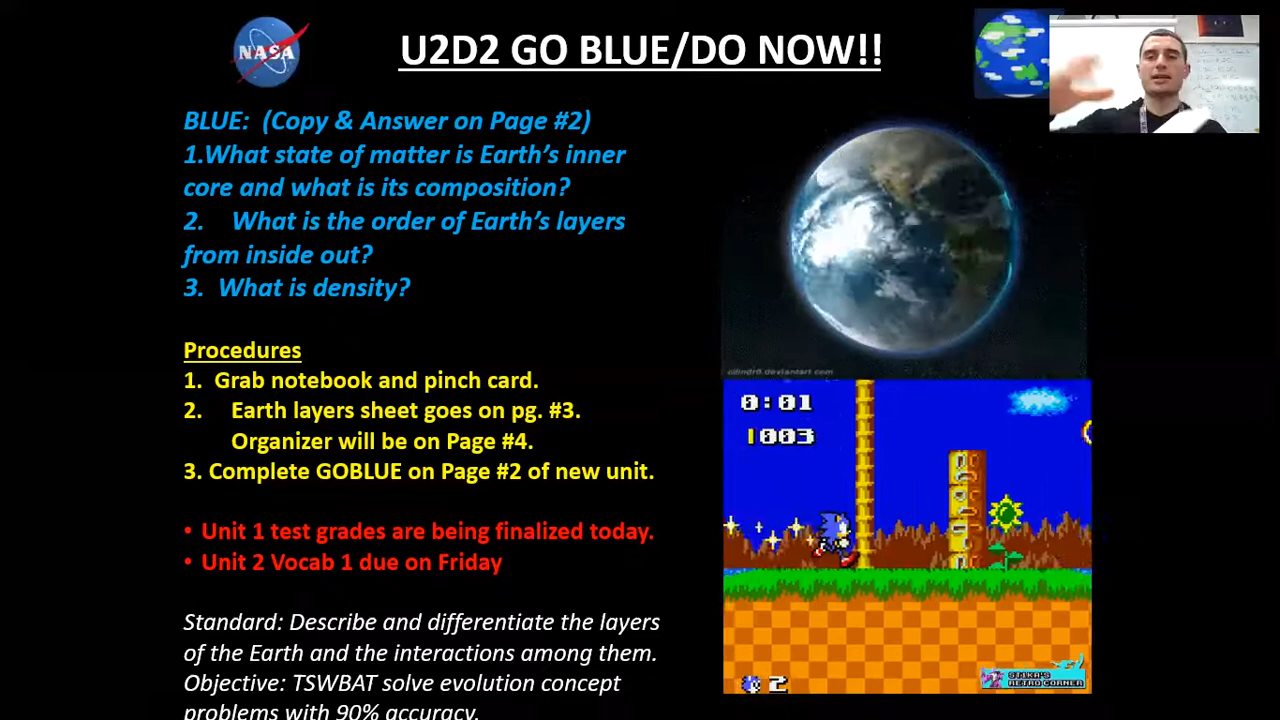 NASA
U2D2 GO BLUE/DO NOW!!
BLUE:  (Copy & Answer on Page #2)
1.What state of matter is Earth’s inner
core and what is its composition?
2.    What is the order of Earth’s layers
from inside out?
3.  What is density?
Procedures
1.  Grab notebook and pinch card.
2.    Earth layers sheet goes on pg. #3.
Organizer will be on Page #4.
3. Complete GOBLUE on Page #2 of new unit.
• Unit 1 test grades are being finalized today.
• Unit 2 Vocab 1 due on Friday
Standard: Describe and differentiate the layers
of the Earth and the interactions among them.
Objective: TSWBAT solve evolution concept
problems with 90% accuracy.
0:01
003
2
RETRO CORNER